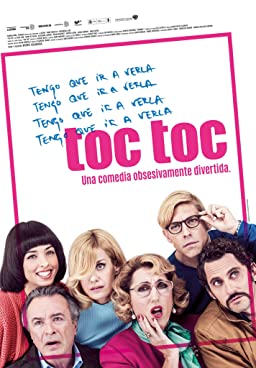 TENGO QUE IR A VERLA
TENGO QUE IR A VERLA
TENGO QUE IR A VERLA
TENGO QUE IR A VERLA
toc toc
Una comedia obsesivamente divertida.